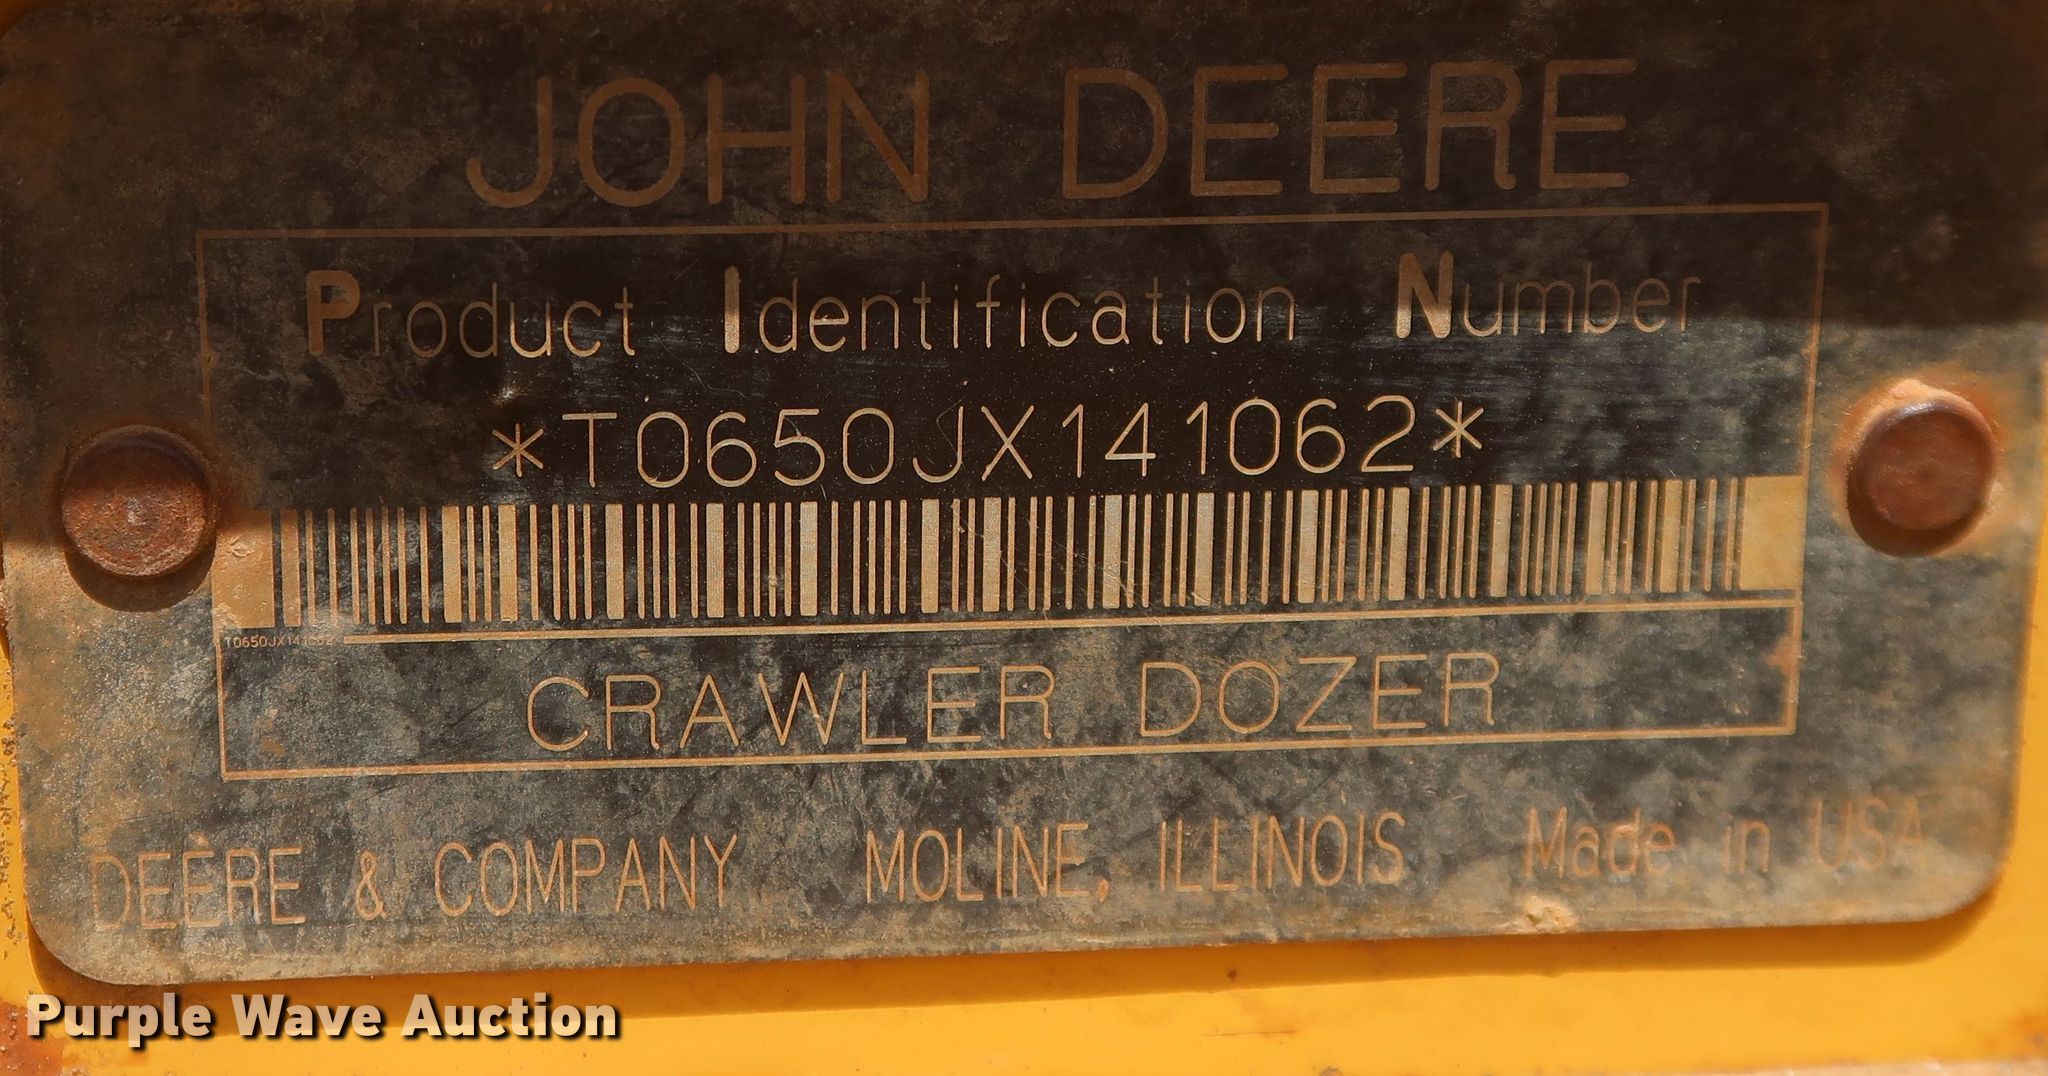 JOHN DEERE
Product Identification Number
*T0650JX141062*
T0650JX141062
CRAWLER DOZER
DEERE & COMPANY MOLINE, ILLINOIS Made in USA
Purple Wave Auction